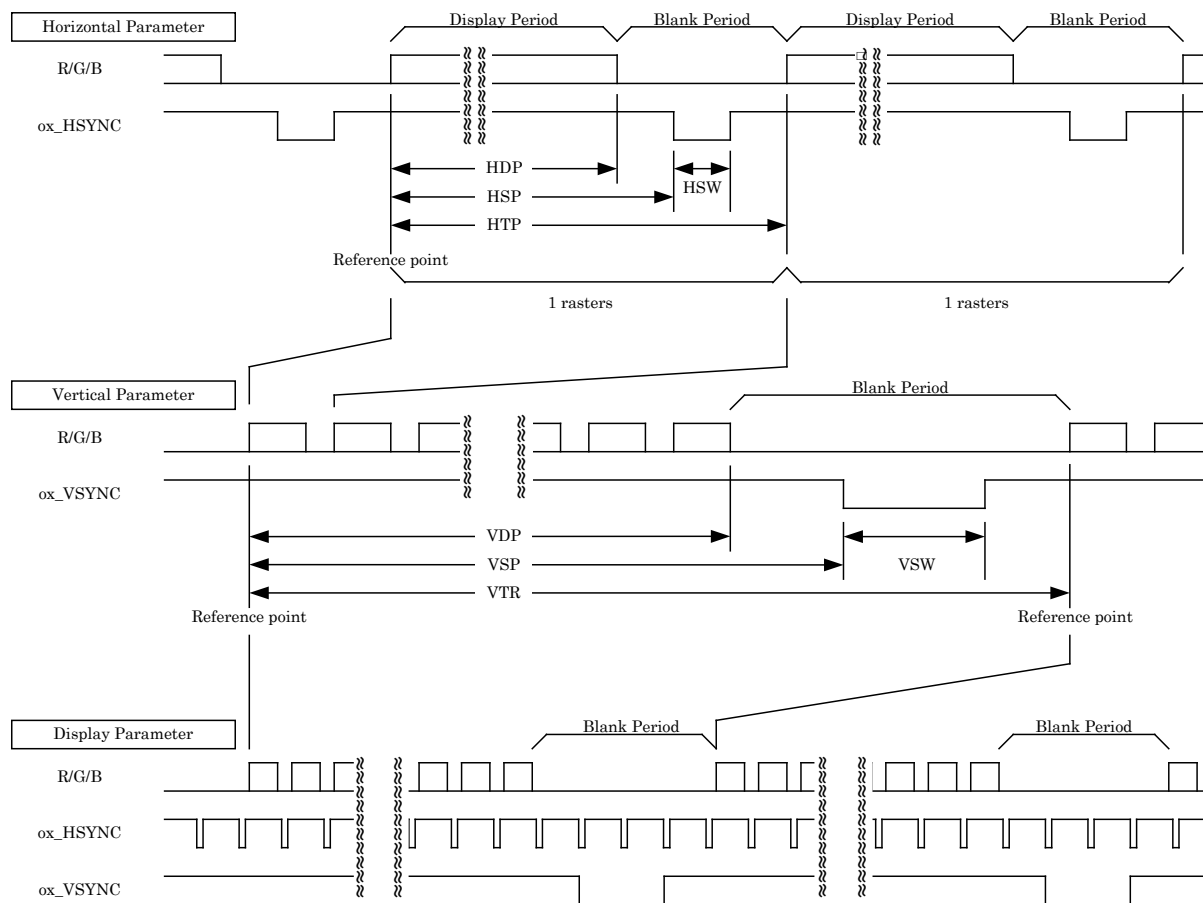 Horizontal Parameter
Display Period
Blank Period
Display Period
Blank Period
R/G/B
ox_HSYNC
HDP
HSW
HSP
HTP
Reference point
1 rasters
1 rasters
Vertical Parameter
Blank Period
R/G/B
ox_VSYNC
VDP
VSP
VSW
VTR
Reference point
Reference point
Display Parameter
Blank Period
Blank Period
R/G/B
ox_HSYNC
ox_VSYNC